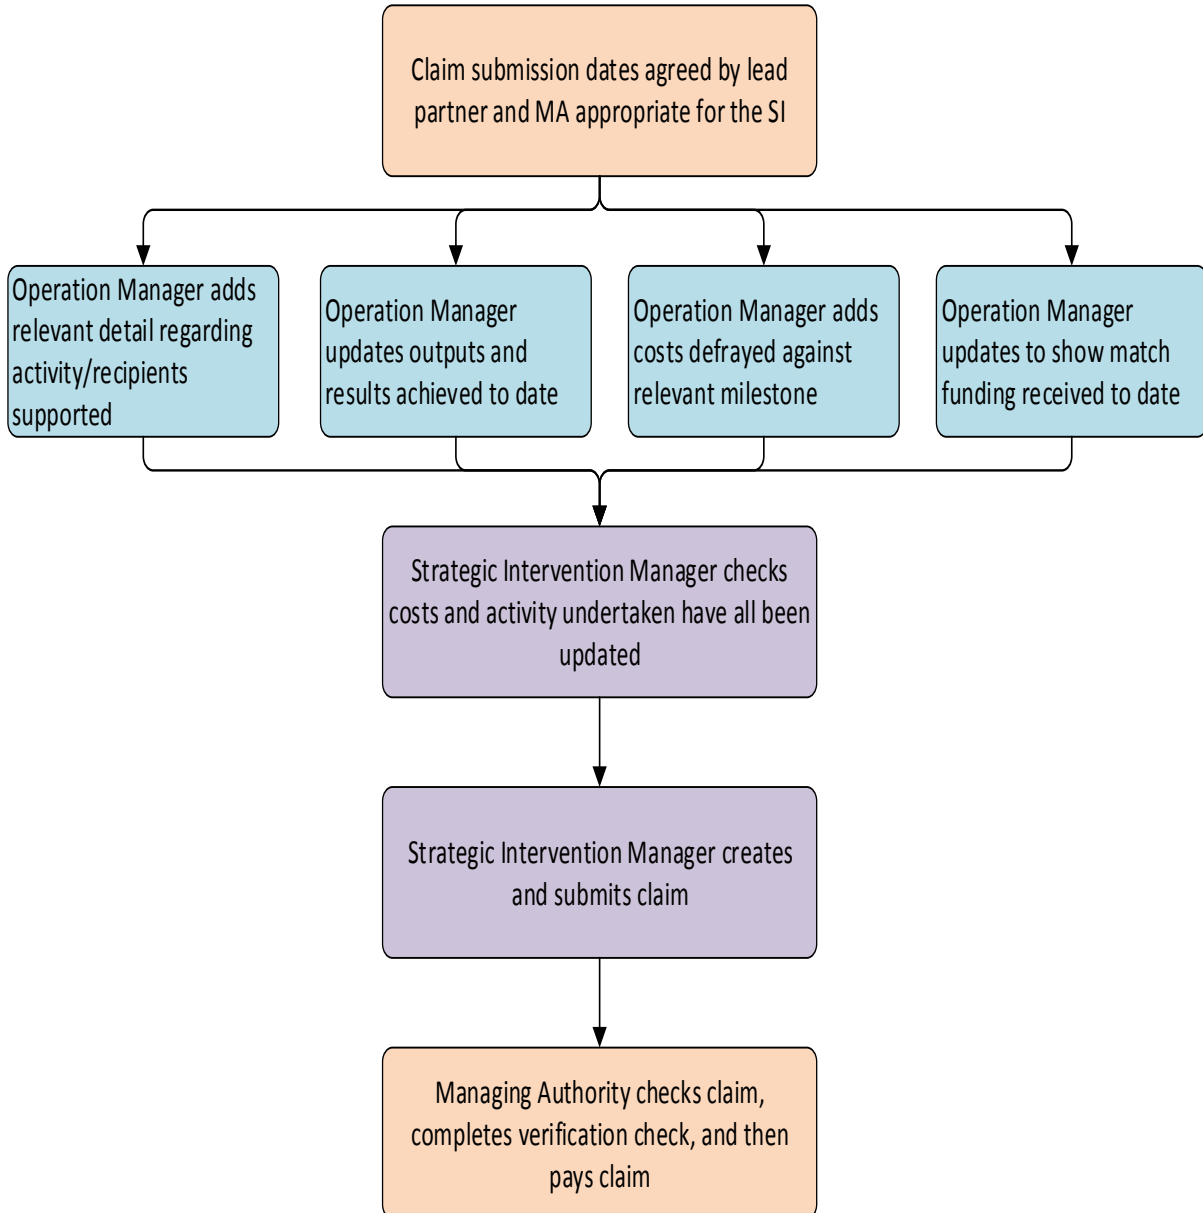 Claim submission dates agreed by lead
partner and MA appropriate for the SI
Operation Manager adds
relevant detail regarding
activity/recipients
supported
Operation Manager
updates outputs and
results achieved to date
Operation Manager adds
costs defrayed against
relevant milestone
Operation Manager
updates to show match
funding received to date
Strategic Intervention Manager checks
costs and activity undertaken have all been
updated
Strategic Intervention Manager creates
and submits claim
Managing Authority checks claim,
completes verification check, and then
pays claim